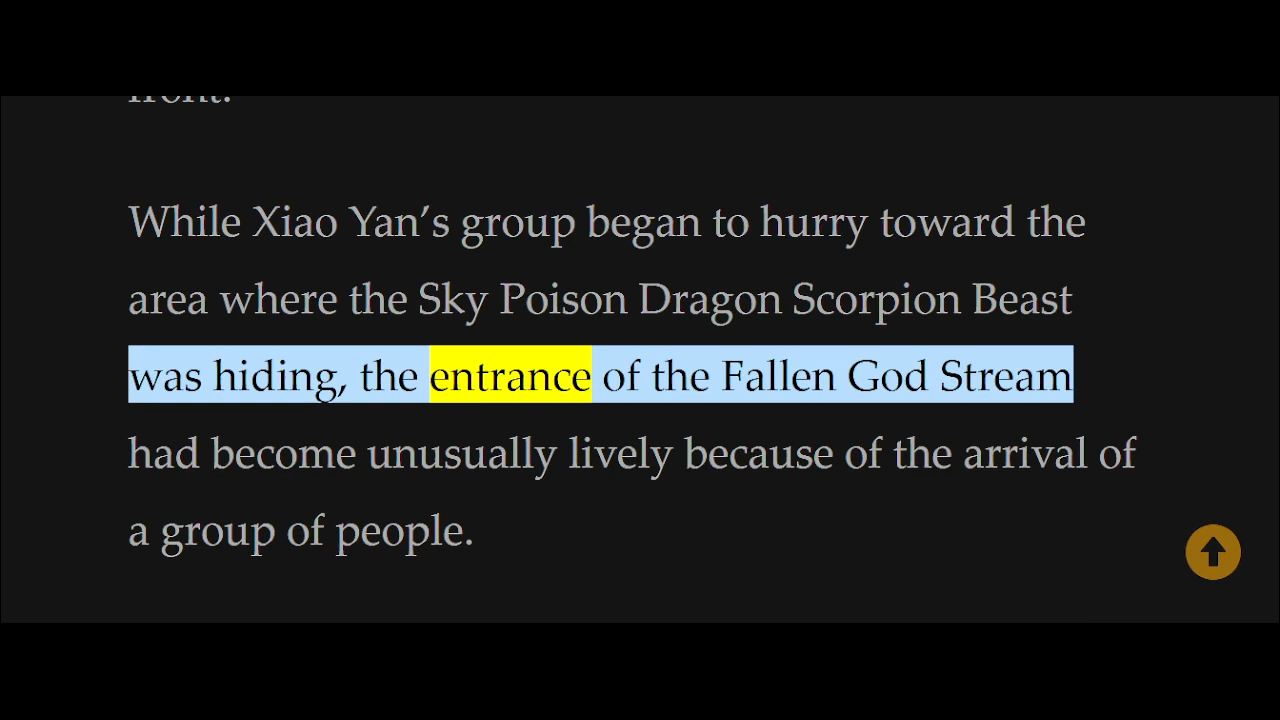 front.
While Xiao Yan’s group began to hurry toward the
area where the Sky Poison Dragon Scorpion Beast
was hiding, the entrance of the Fallen God Stream
had become unusually lively because of the arrival of
a group of people.